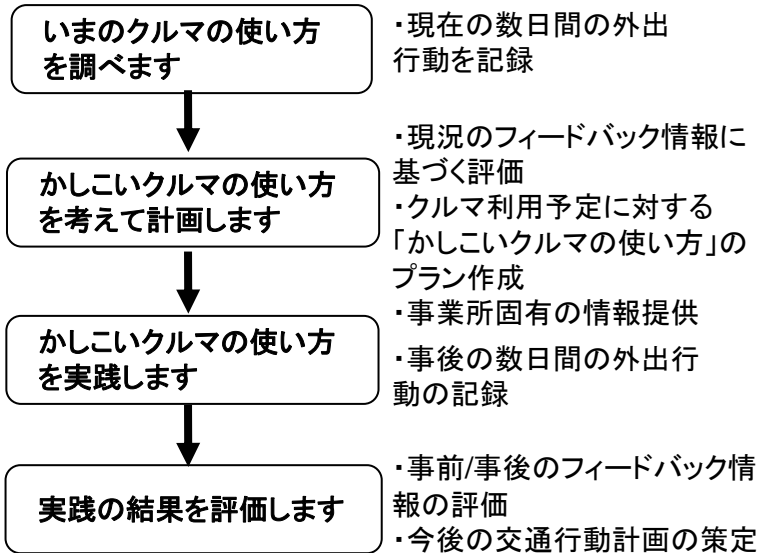 いまのクルマの使い方
を調べます
・現在の数日間の外出
行動を記録
かしこいクルマの使い方
を考えて計画します
・現況のフィードバック情報に
基づく評価
・クルマ利用予定に対する
「かしこいクルマの使い方」の
プラン作成
・事業所固有の情報提供
かしこいクルマの使い方
を実践します
・事後の数日間の外出行
動の記録
実践の結果を評価します
・事前/事後のフィードバック情
報の評価
・今後の交通行動計画の策定